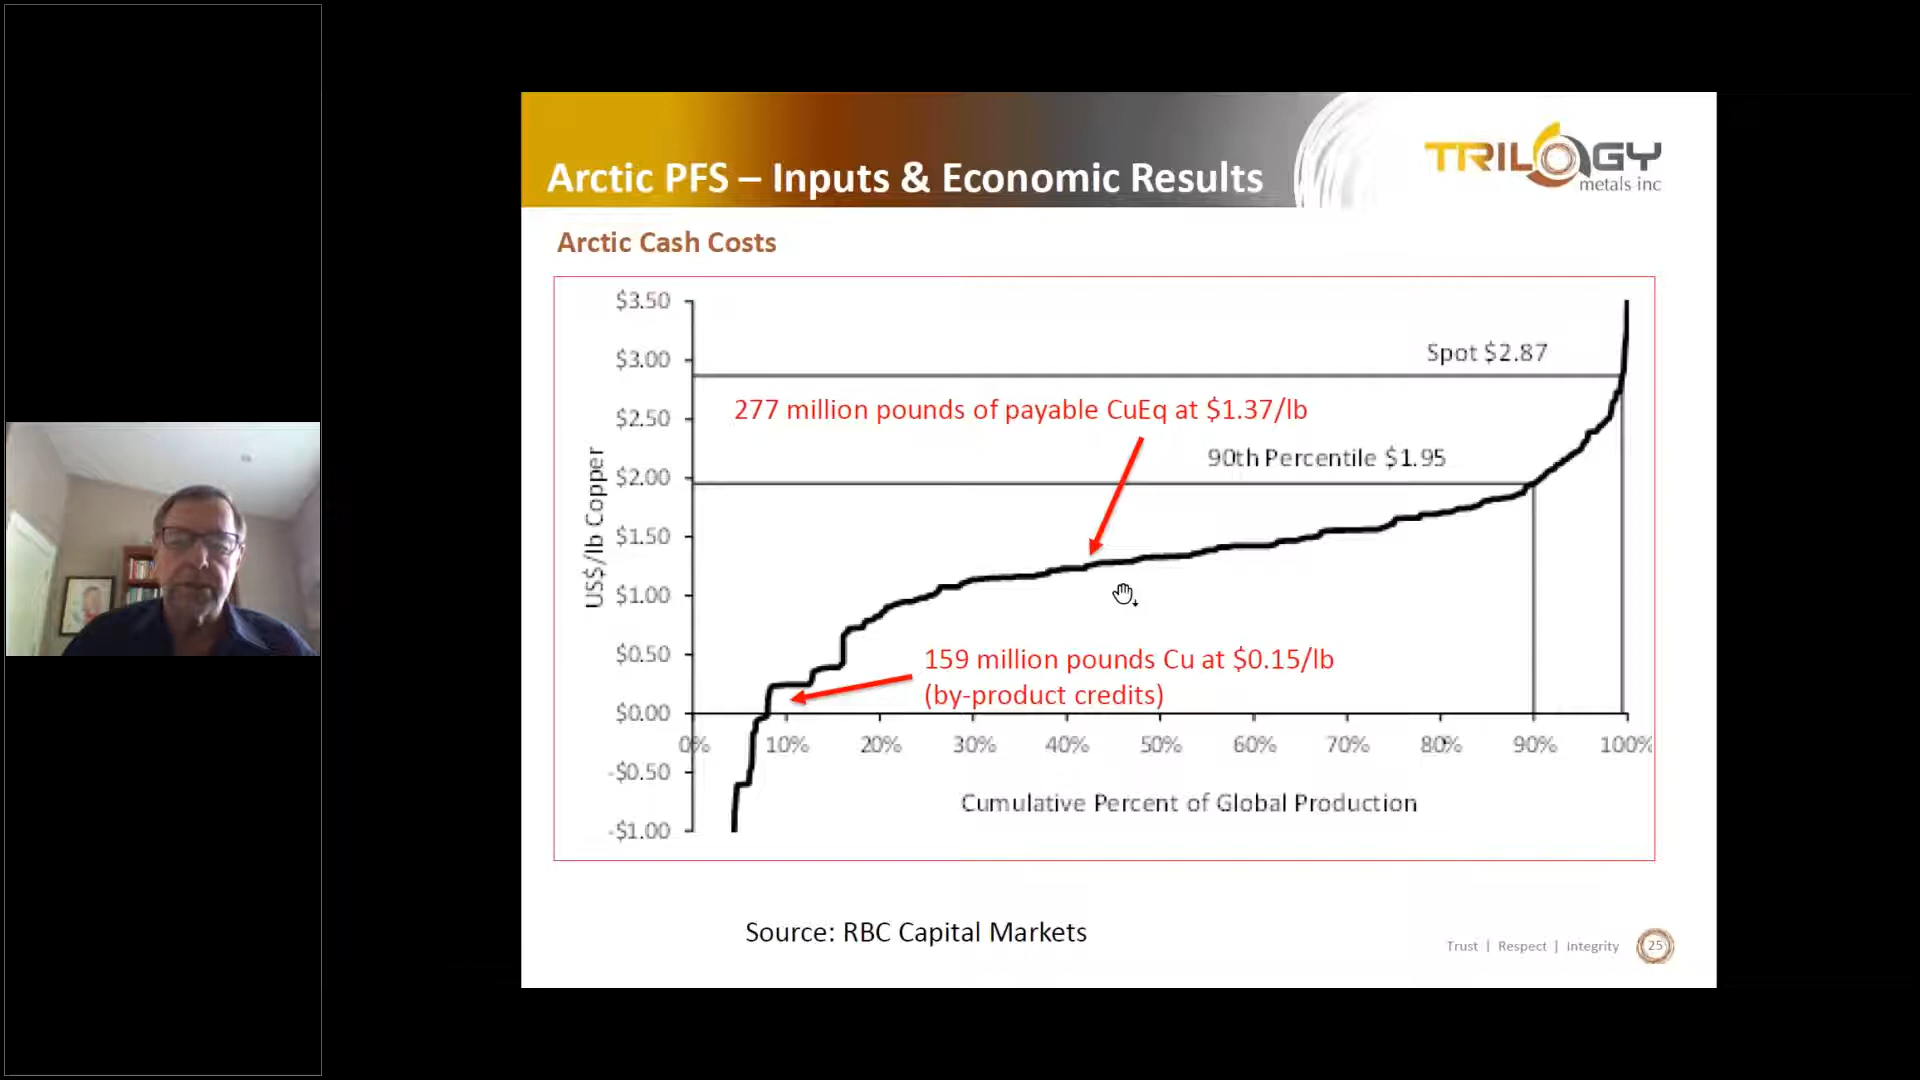 Arctic PFS – Inputs & Economic Results
TRILOGY
metals inc
Arctic Cash Costs
US$/lb Copper
$3.50
$3.00
$2.50
$2.00
$1.50
$1.00
$0.50
$0.00
-$0.50
-$1.00
Spot $2.87
277 million pounds of payable CuEq at $1.37/lb
90th Percentile $1.95
159 million pounds Cu at $0.15/lb
(by-product credits)
0% 10% 20% 30% 40% 50% 60% 70% 80% 90% 100%
Cumulative Percent of Global Production
Source: RBC Capital Markets
Trust | Respect | Integrity 25